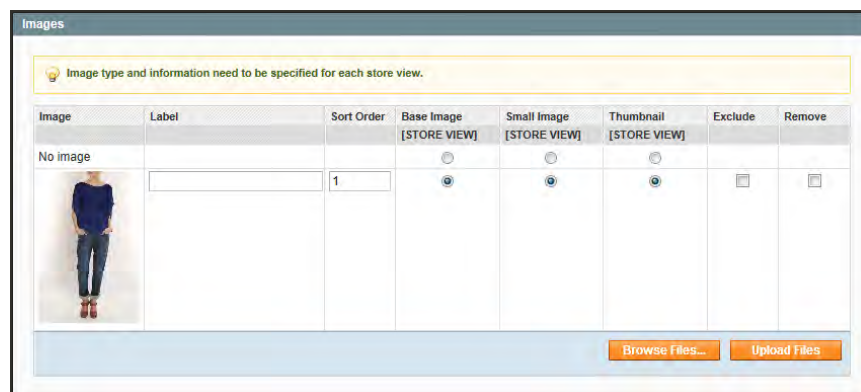 Images
Image type and information need to be specified for each store view.
Image Label Sort Order Base Image Small Image Thumbnail Exclude Remove
[STORE VIEW] [STORE VIEW] [STORE VIEW]
No image
1
Browse Files... Upload Files